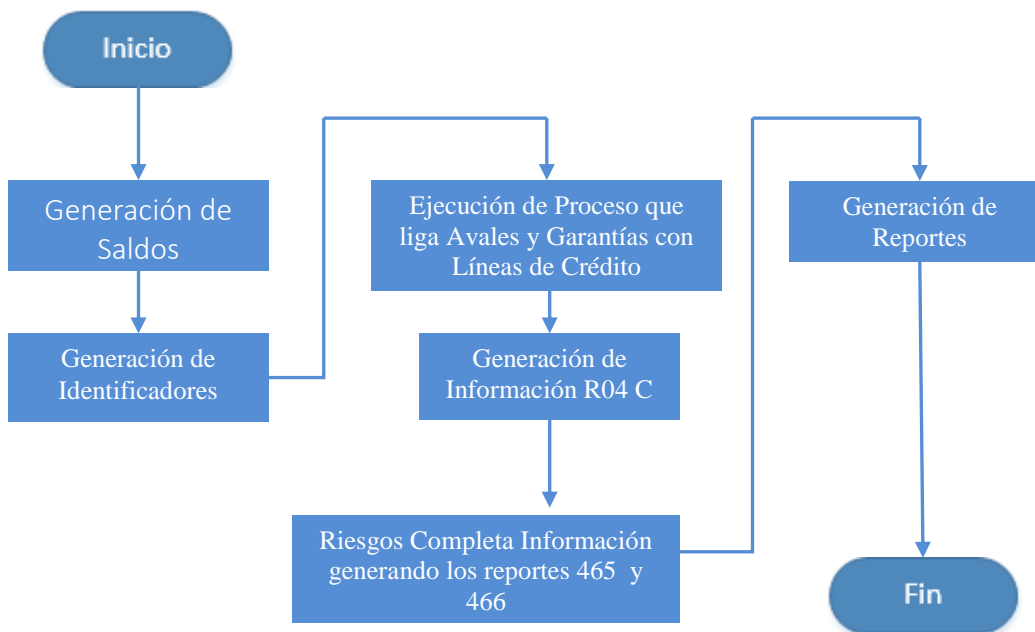 Inicio
Generación de
Saldos
Generación de
Identificadores
Ejecución de Proceso que
liga Avales y Garantías con
Líneas de Crédito
Generación de
Información R04 C
Riesgos Completa Información
generando los reportes 465 y
466
Generación de
Reportes
Fin